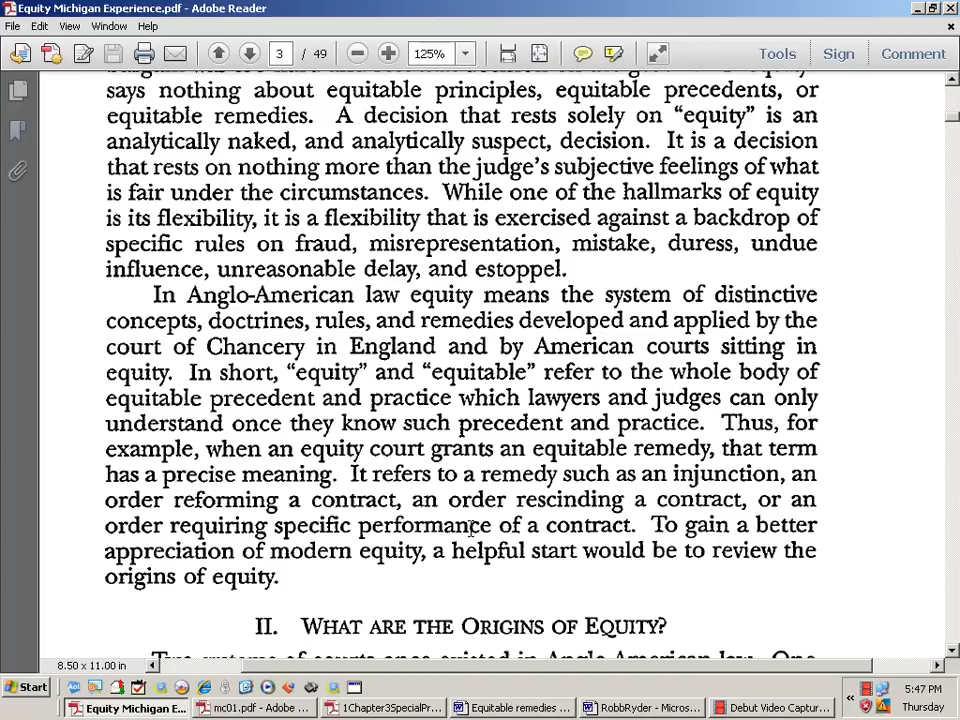 Equity Michigan Experience.pdf - Adobe Reader
File Edit View Window Help
3 / 49 125% Tools Sign Comment
says nothing about equitable principles, equitable precedents, or
equitable remedies. A decision that rests solely on “equity” is an
analytically naked, and analytically suspect, decision. It is a decision
that rests on nothing more than the judge’s subjective feelings of what
is fair under the circumstances. While one of the hallmarks of equity
is its flexibility, it is a flexibility that is exercised against a backdrop of
specific rules on fraud, misrepresentation, mistake, duress, undue
influence, unreasonable delay, and estoppel.
In Anglo-American law equity means the system of distinctive
concepts, doctrines, rules, and remedies developed and applied by the
court of Chancery in England and by American courts sitting in
equity. In short, “equity” and “equitable” refer to the whole body of
equitable precedent and practice which lawyers and judges can only
understand once they know such precedent and practice. Thus, for
example, when an equity court grants an equitable remedy, that term
has a precise meaning. It refers to a remedy such as an injunction, an
order reforming a contract, an order rescinding a contract, or an
order requiring specific performance of a contract. To gain a better
appreciation of modern equity, a helpful start would be to review the
origins of equity.
II. WHAT ARE THE ORIGINS OF EQUITY?
Two systems of courts once existed in Anglo-American law. One
8.50 x 11.00 in
Start 5:47 PM
Equity Michigan E... mc01.pdf - Adobe ... 1Chapter3SpecialPr... Equitable remedies ... RobbRyder - Micros... Debut Video Captur... Thursday